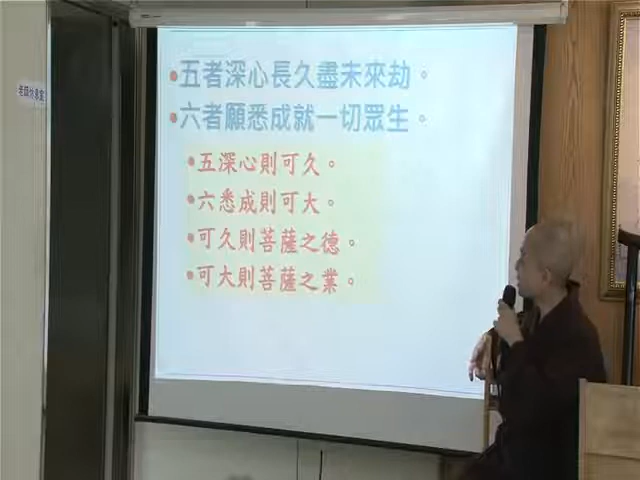 五者深心長久盡未來劫。
六者願悉成就一切眾生。
五深心則可久。
六悉成則可大。
可久則菩薩之德。
可大則菩薩之業。